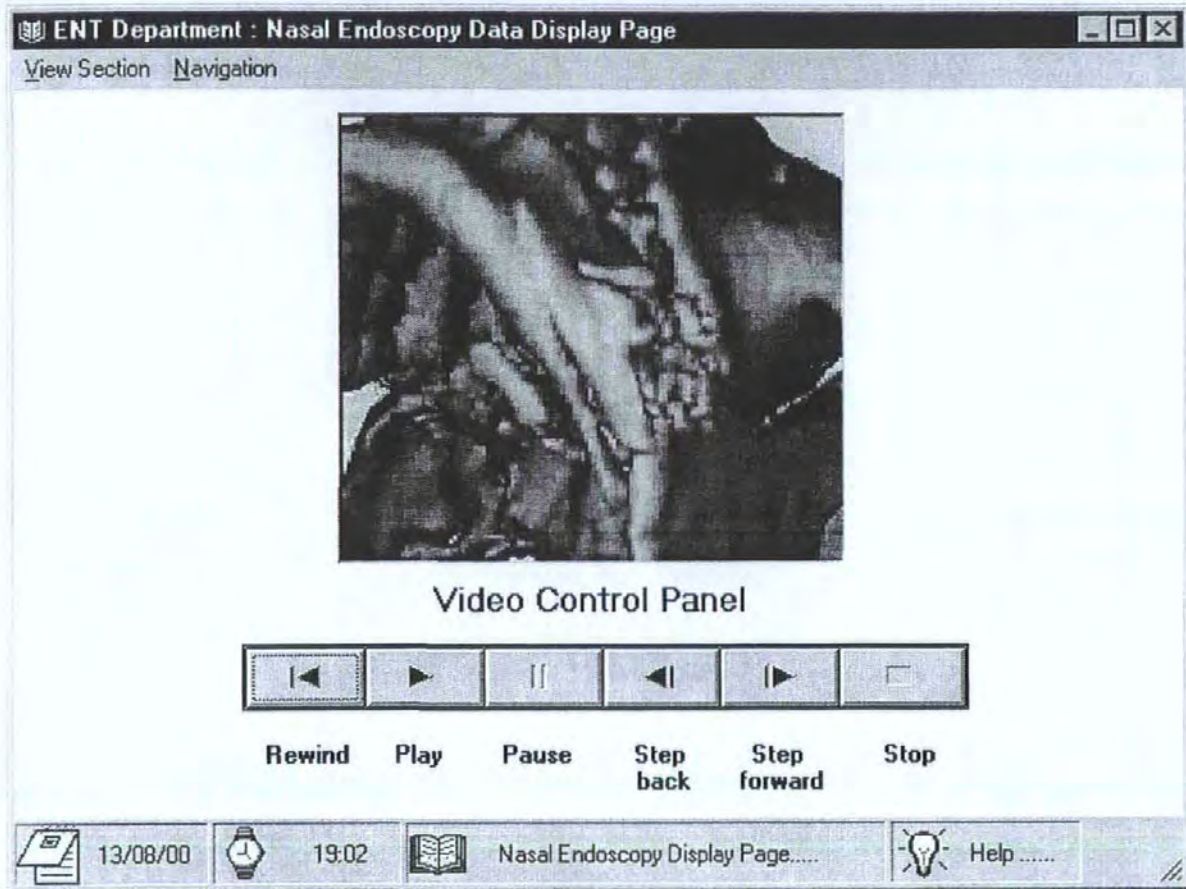 ENT Department : Nasal Endoscopy Data Display Page
View Section Navigation
Video Control Panel
Rewind Play Pause Step back Step forward Stop
13/08/00 19:02 Nasal Endoscopy Display Page..... Help ......